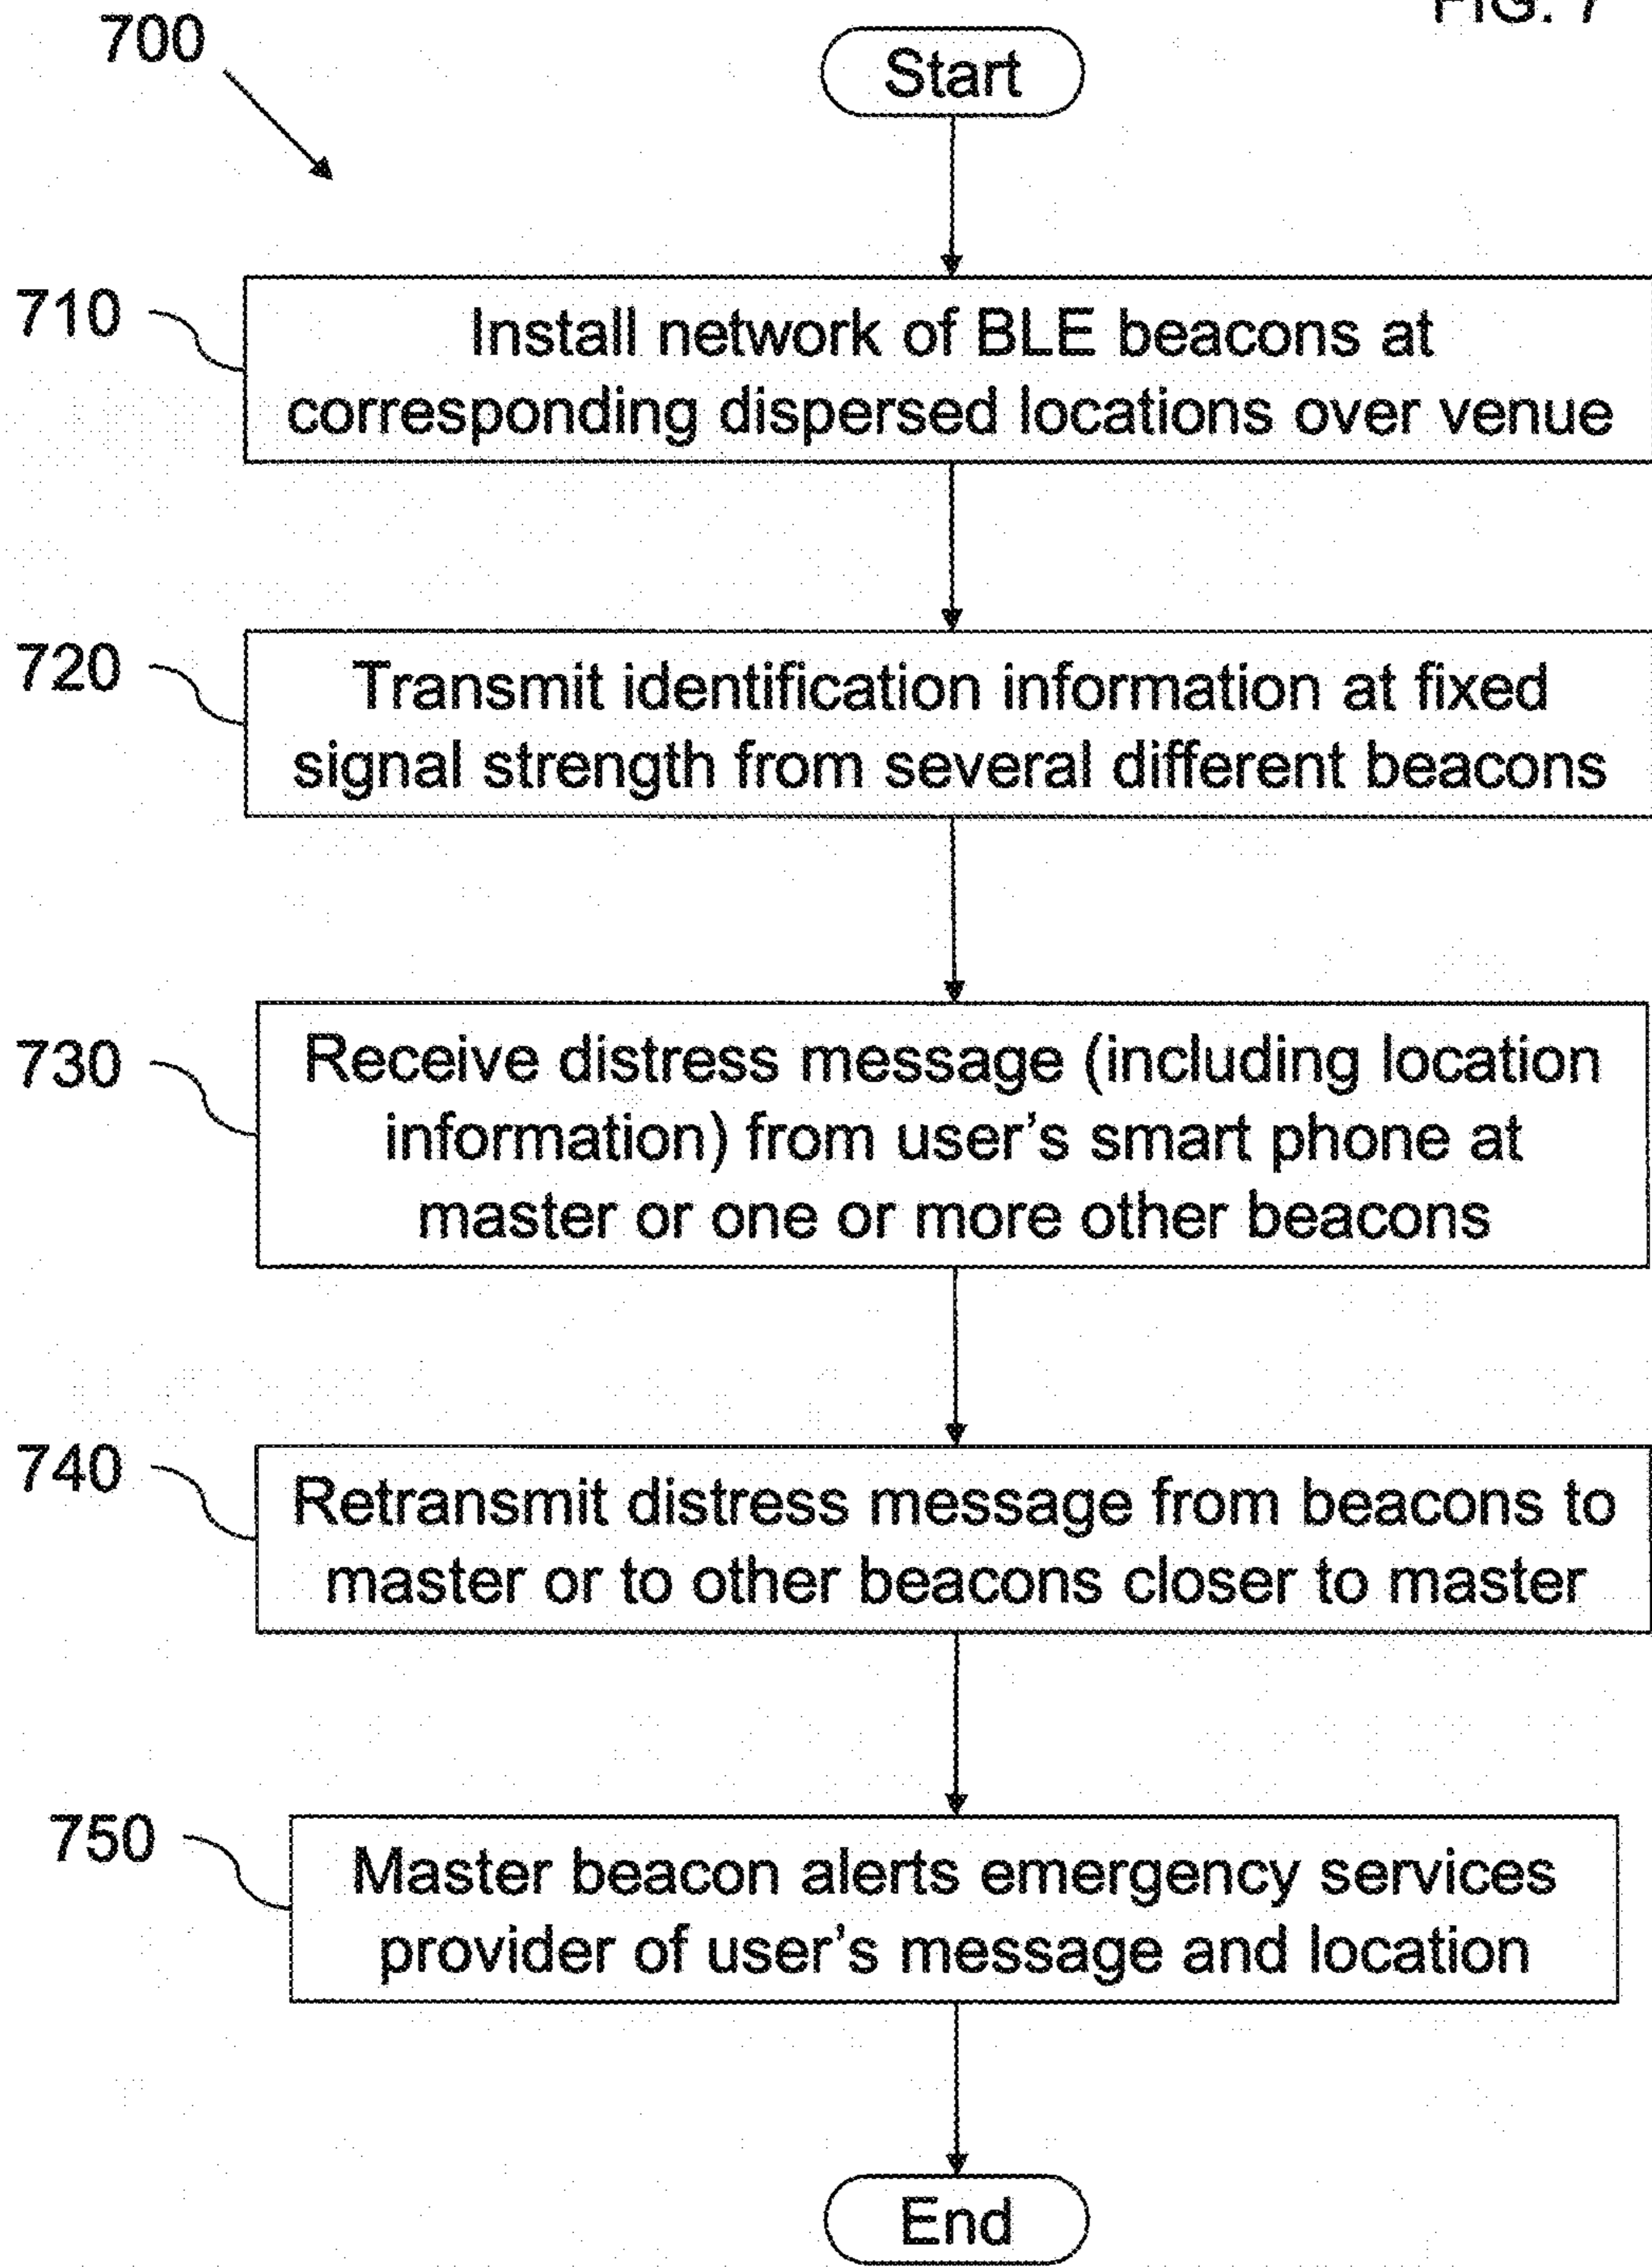 FIG. 7
700
Start
710
Install network of BLE beacons at
corresponding dispersed locations over venue
720
Transmit identification information at fixed
signal strength from several different beacons
730
Receive distress message (including location
information) from user's smart phone at
master or one or more other beacons
740
Retransmit distress message from beacons to
master or to other beacons closer to master
750
Master beacon alerts emergency services
provider of user's message and location
End